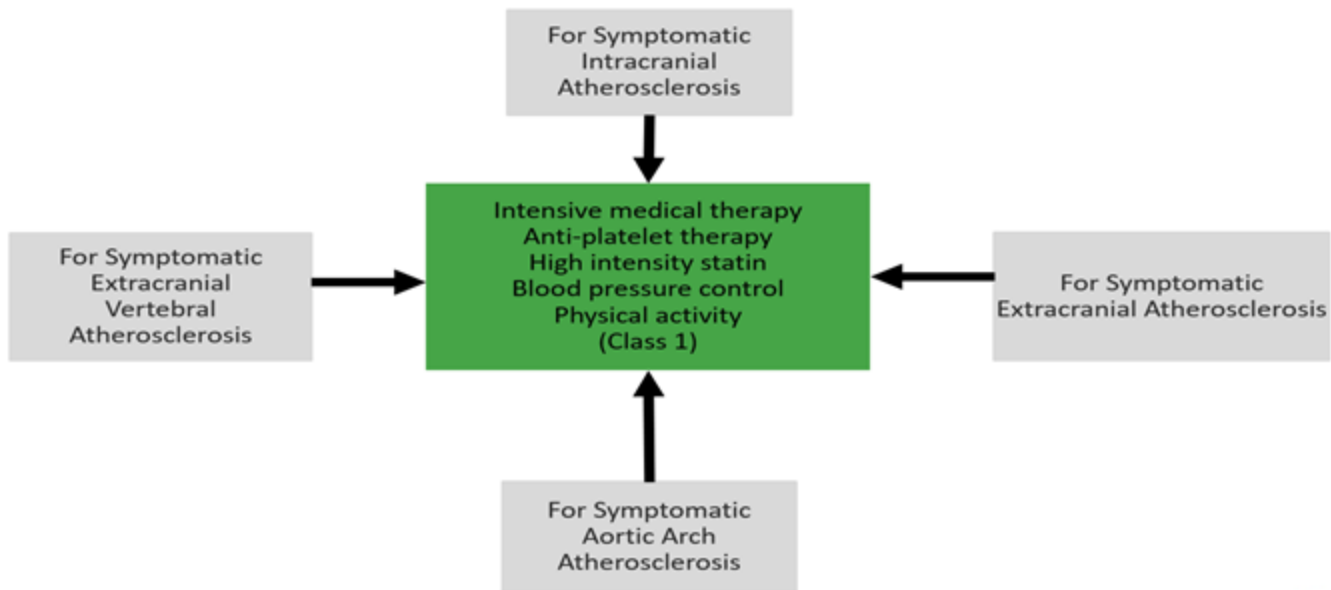 For Symptomatic
Intracranial
Atherosclerosis
Intensive medical therapy
Anti-platelet therapy
High intensity statin
Blood pressure control
Physical activity
(Class 1)
For Symptomatic
Extracranial
Vertebral
Atherosclerosis
For Symptomatic
Extracranial Atherosclerosis
For Symptomatic
Aortic Arch
Atherosclerosis